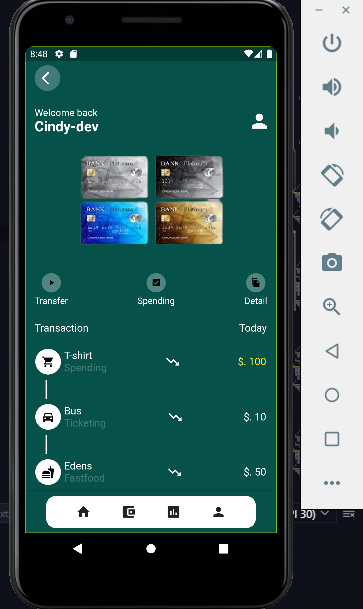 8:48
Welcome back
Cindy-dev
BANK Platinum BANK Platinum
BANK Platinum BANK Platinum
Transfer Spending Detail
Transaction Today
T-shirt
Spending
$. 100
Bus
Ticketing
$. 10
Edens
Fastfood
$. 50
30)